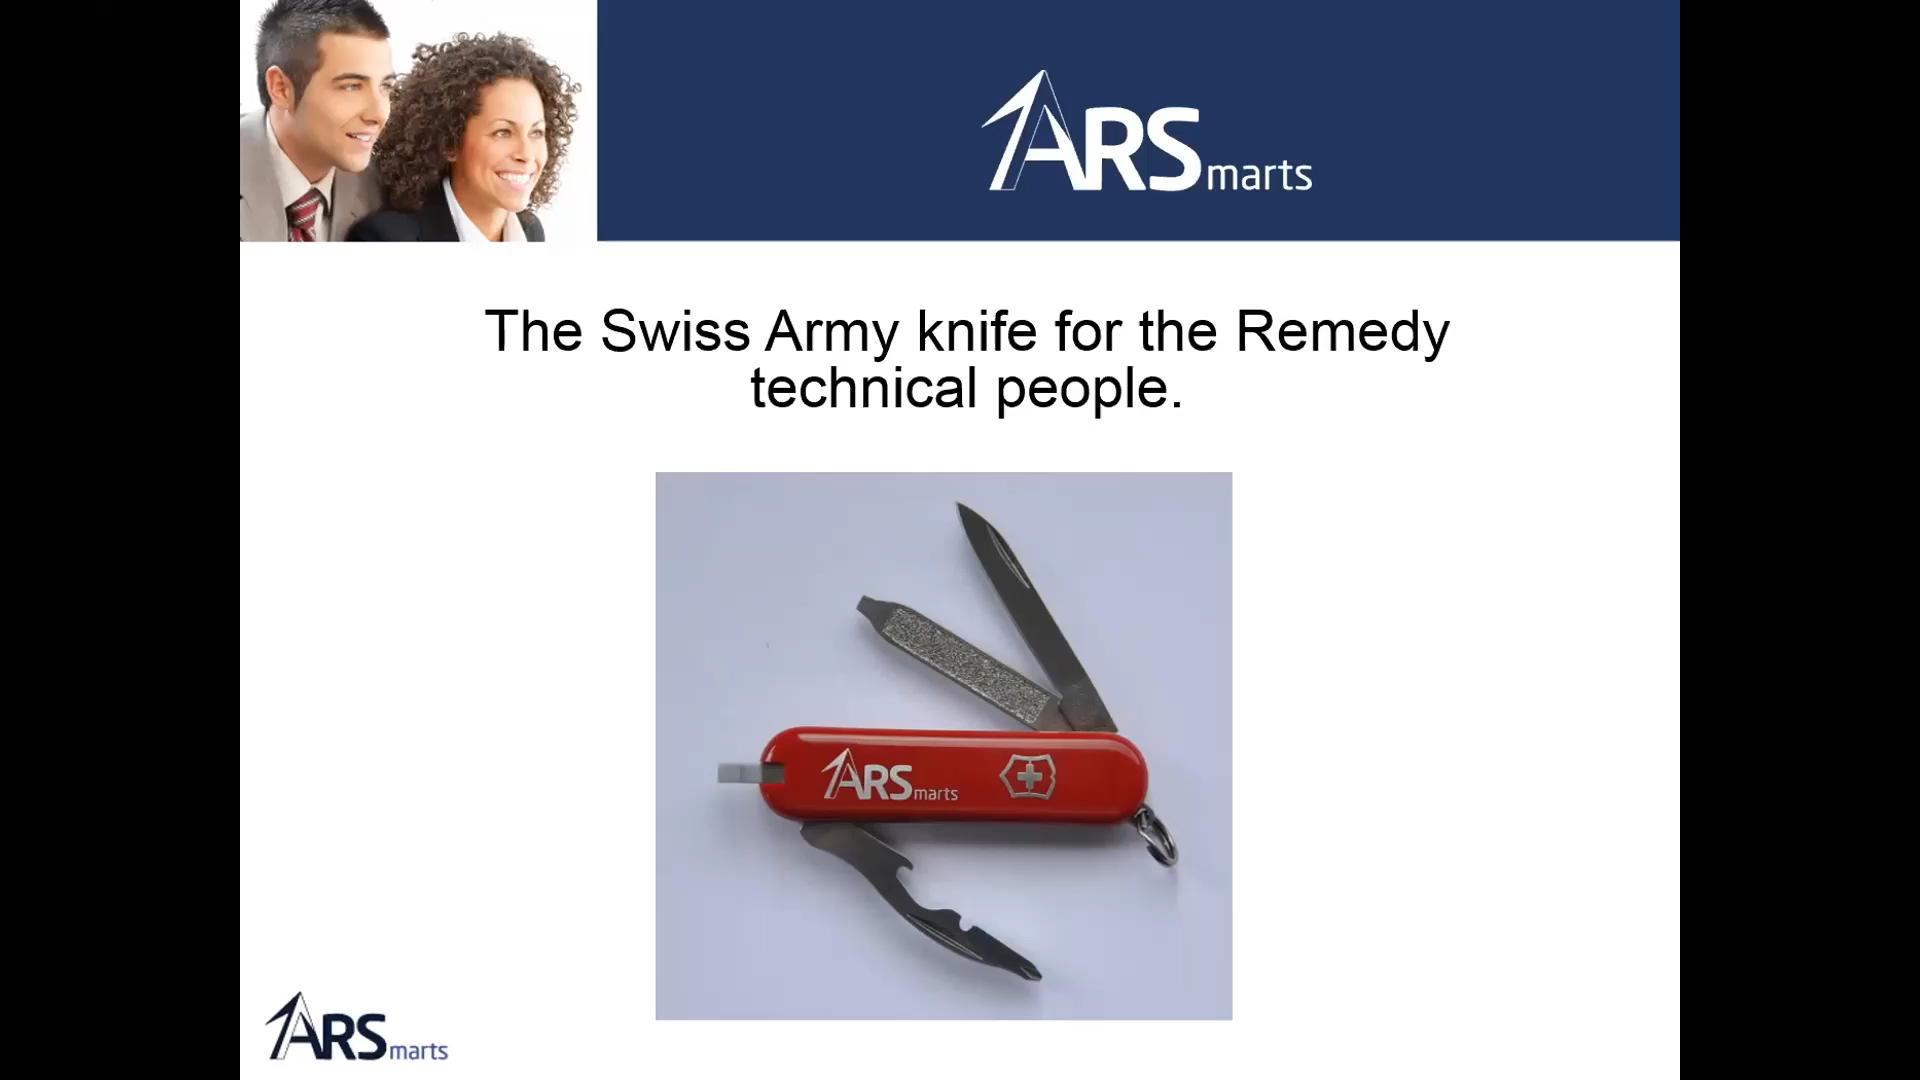 ARSmarts
The Swiss Army knife for the Remedy
technical people.
ARSmarts
ARSmarts